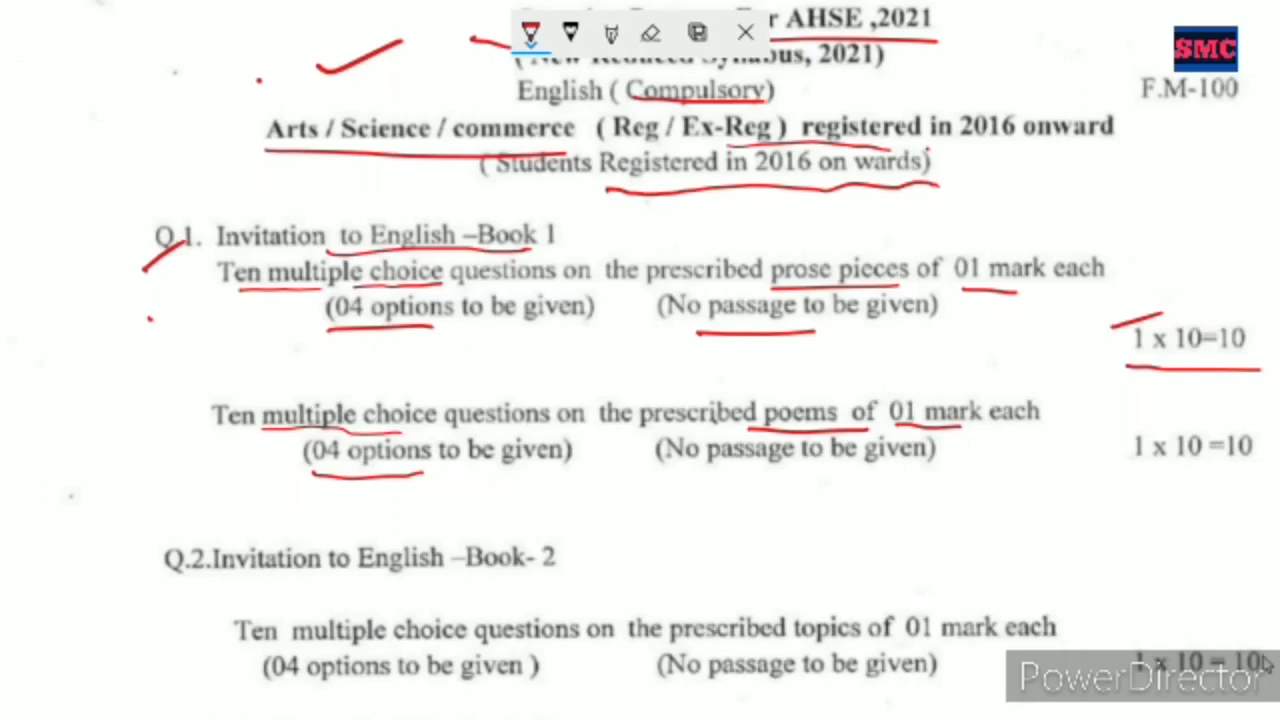 r AHSE ,2021
SMC
bus, 2021)
English ( Compulsory)
F.M-100
Arts / Science / commerce ( Reg / Ex-Reg ) registered in 2016 onward
( Students Registered in 2016 on wards)
Q.1. Invitation to English –Book 1
Ten multiple choice questions on the prescribed prose pieces of 01 mark each
(04 options to be given) (No passage to be given)
1 x 10=10
Ten multiple choice questions on the prescribed poems of 01 mark each
(04 options to be given) (No passage to be given) 1 x 10 =10
Q.2.Invitation to English –Book- 2
Ten multiple choice questions on the prescribed topics of 01 mark each
(04 options to be given ) (No passage to be given) 1 x 10 = 10
PowerDirector